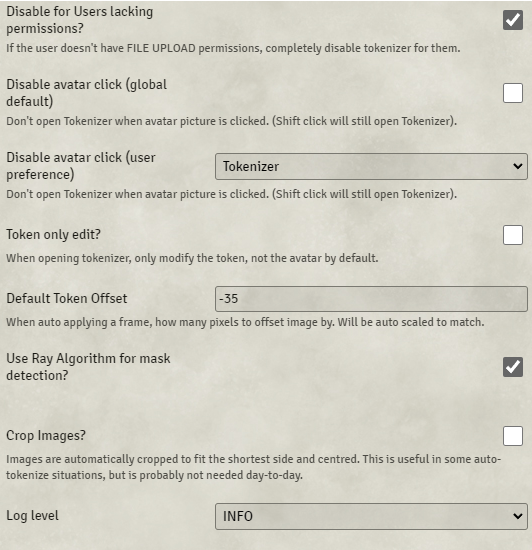 Disable for Users lacking
permissions?
If the user doesn't have FILE UPLOAD permissions, completely disable tokenizer for them.
Disable avatar click (global
default)
Don't open Tokenizer when avatar picture is clicked. (Shift click will still open Tokenizer).
Disable avatar click (user
preference)
Tokenizer
Don't open Tokenizer when avatar picture is clicked. (Shift click will still open Tokenizer).
Token only edit?
When opening tokenizer, only modify the token, not the avatar by default.
Default Token Offset
-35
When auto applying a frame, how many pixels to offset image by. Will be auto scaled to match.
Use Ray Algorithm for mask
detection?
Crop Images?
Images are automatically cropped to fit the shortest side and centred. This is useful in some auto-
tokenize situations, but is probably not needed day-to-day.
Log level
INFO